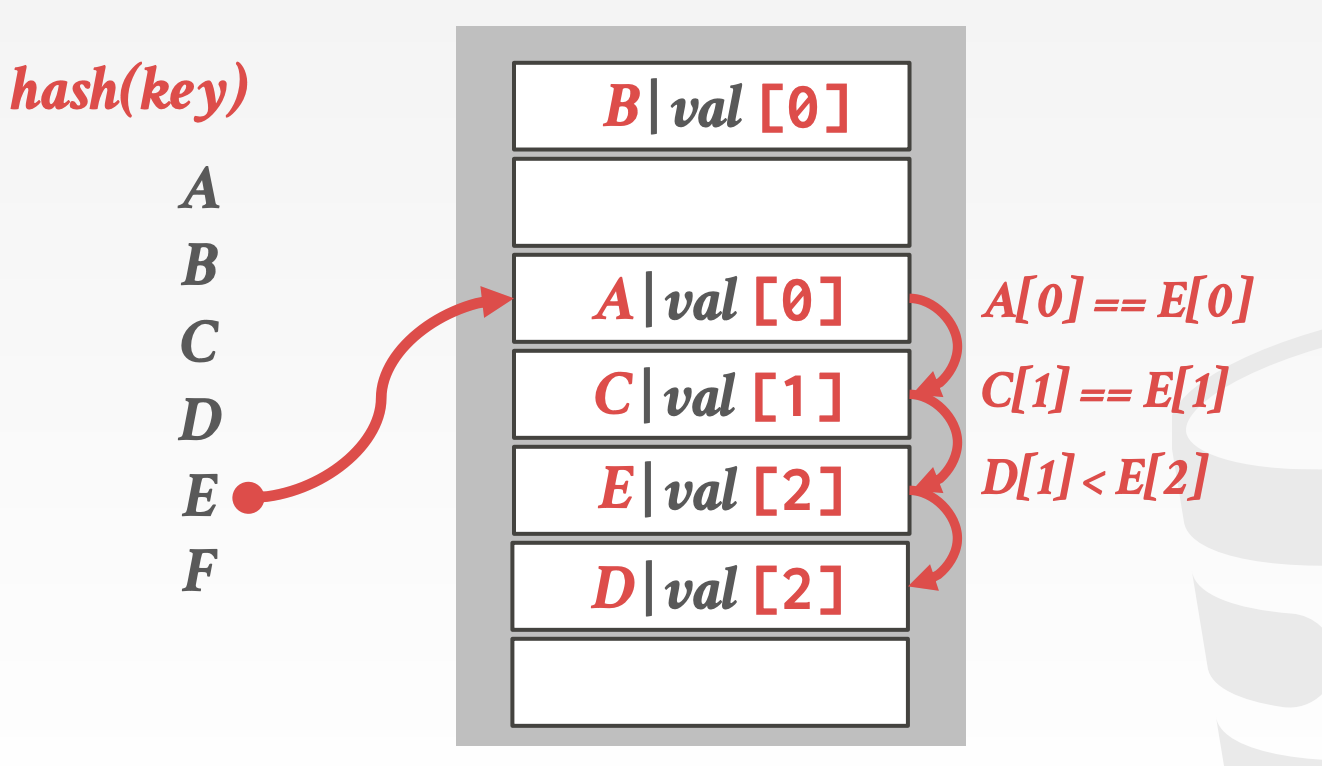 hash(key)
A
B
C
D
E
F
B|val [0]
A|val [0]
C|val [1]
E|val [2]
D|val [2]
A[0] == E[0]
C[1] == E[1]
D[1] < E[2]